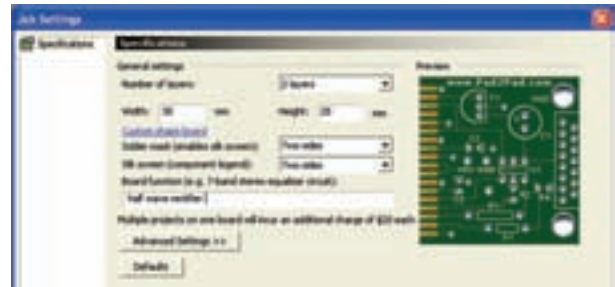 Job Settings
Specifications
Specifications
General settings
Preview
Number of layers:
2 layers
Width: mm Height: mm
Custom shape board
Solder mask (enables silk screen):
Two sides
Silk screen (component legend):
Two sides
Board function (e.g. 7-band stereo equalizer circuit):
half wave rectifier
Multiple projects on one board will incur an additional charge of $20 each
Advanced Settings >>
Defaults
www.Pad2Pad.com